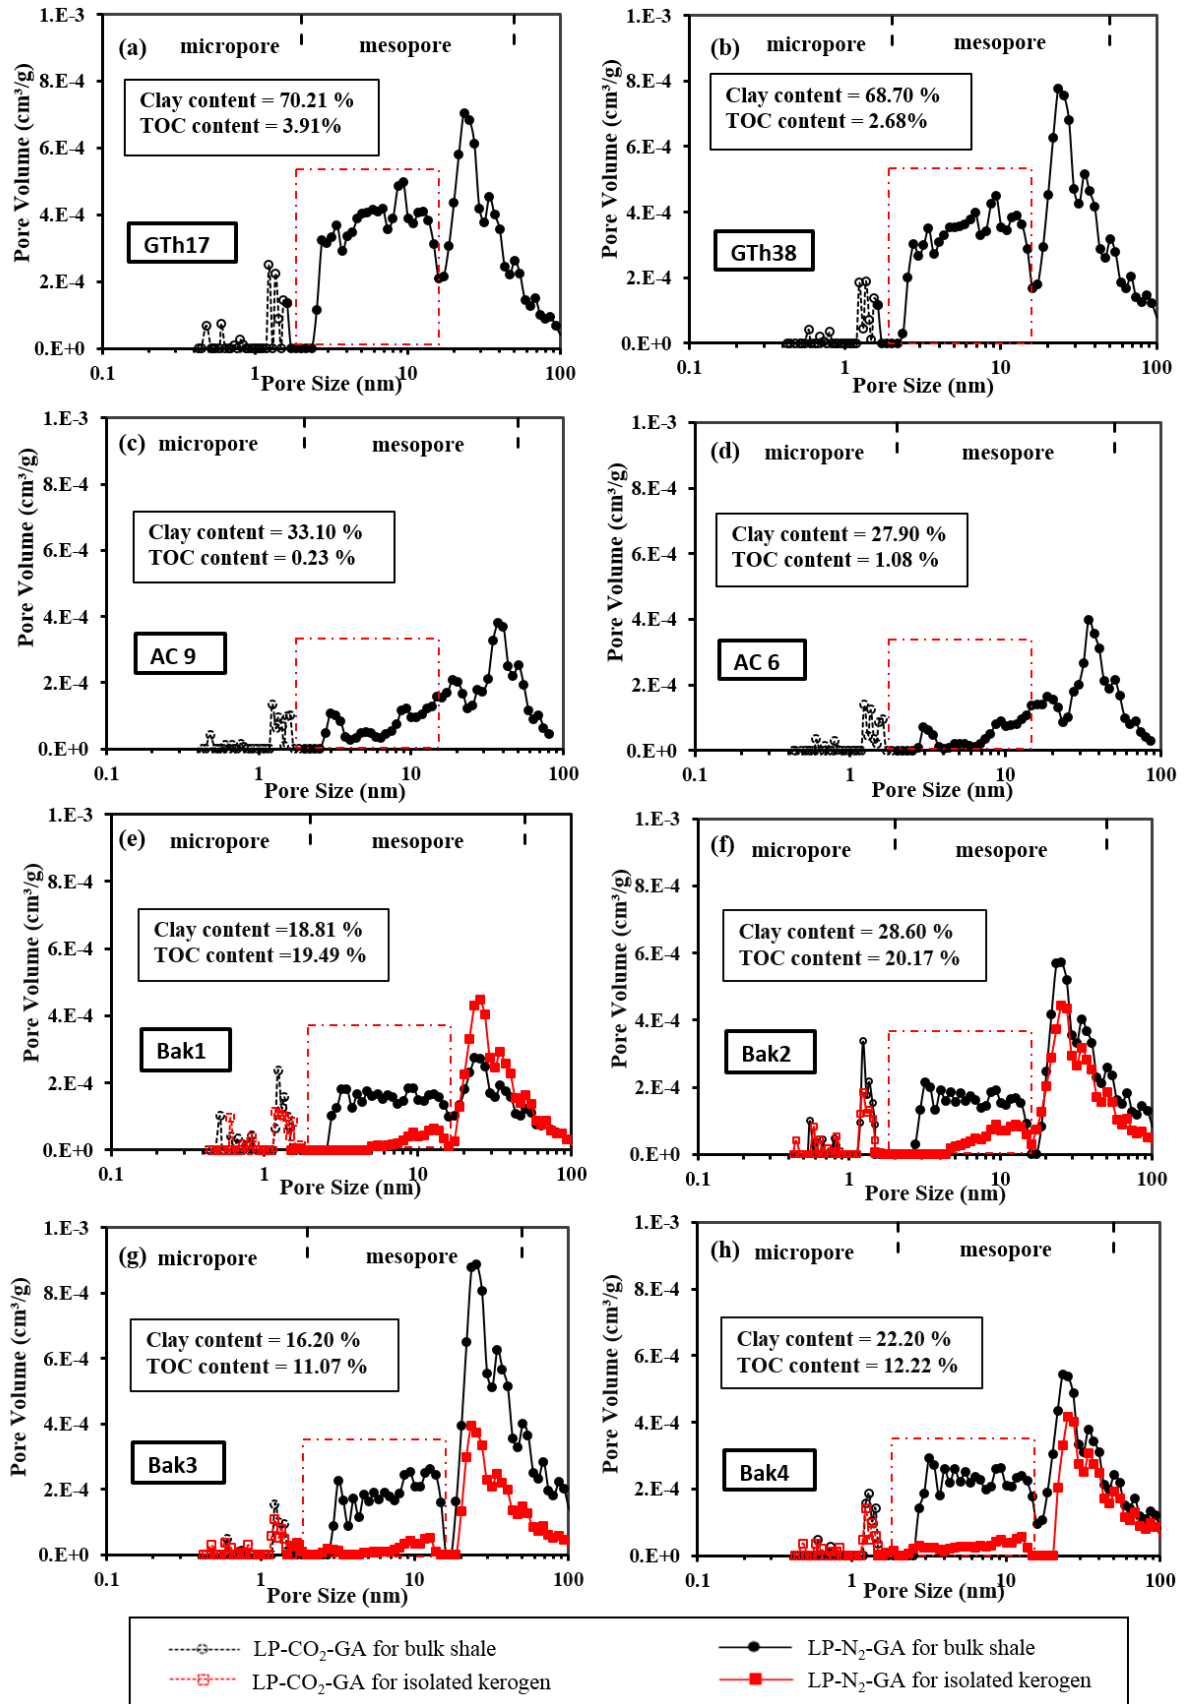 1.E-3
(a)
micropore
mesopore
8.E-4
Clay content = 70.21 %
TOC content = 3.91%
6.E-4
4.E-4
GTh17
2.E-4
0.E+0
0.1
1
10
100
Pore Size (nm)
Pore Volume (cm³/g)
1.E-3
(b)
micropore
mesopore
8.E-4
Clay content = 68.70 %
TOC content = 2.68%
6.E-4
4.E-4
GTh38
2.E-4
0.E+0
0.1
1
10
100
Pore Size (nm)
Pore Volume (cm³/g)
1.E-3
(c)
micropore
mesopore
8.E-4
Clay content = 33.10 %
TOC content = 0.23 %
6.E-4
4.E-4
AC 9
2.E-4
0.E+0
0.1
1
10
100
Pore Size (nm)
Pore Volume (cm³/g)
1.E-3
(d)
micropore
mesopore
8.E-4
Clay content = 27.90 %
TOC content = 1.08 %
6.E-4
4.E-4
AC 6
2.E-4
0.E+0
0.1
1
10
100
Pore Size (nm)
Pore Volume (cm³/g)
1.E-3
(e)
micropore
mesopore
8.E-4
Clay content =18.81 %
TOC content =19.49 %
6.E-4
4.E-4
Bak1
2.E-4
0.E+0
0.1
1
10
100
Pore Size (nm)
Pore Volume (cm³/g)
1.E-3
(f)
micropore
mesopore
8.E-4
Clay content = 28.60 %
TOC content = 20.17 %
6.E-4
4.E-4
Bak2
2.E-4
0.E+0
0.1
1
10
100
Pore Size (nm)
Pore Volume (cm³/g)
1.E-3
(g)
micropore
mesopore
8.E-4
Clay content = 16.20 %
TOC content = 11.07 %
6.E-4
4.E-4
Bak3
2.E-4
0.E+0
0.1
1
10
100
Pore Size (nm)
Pore Volume (cm³/g)
1.E-3
(h)
micropore
mesopore
8.E-4
Clay content = 22.20 %
TOC content = 12.22 %
6.E-4
4.E-4
Bak4
2.E-4
0.E+0
0.1
1
10
100
Pore Size (nm)
Pore Volume (cm³/g)
LP-CO₂-GA for bulk shale
LP-N₂-GA for bulk shale
LP-CO₂-GA for isolated kerogen
LP-N₂-GA for isolated kerogen